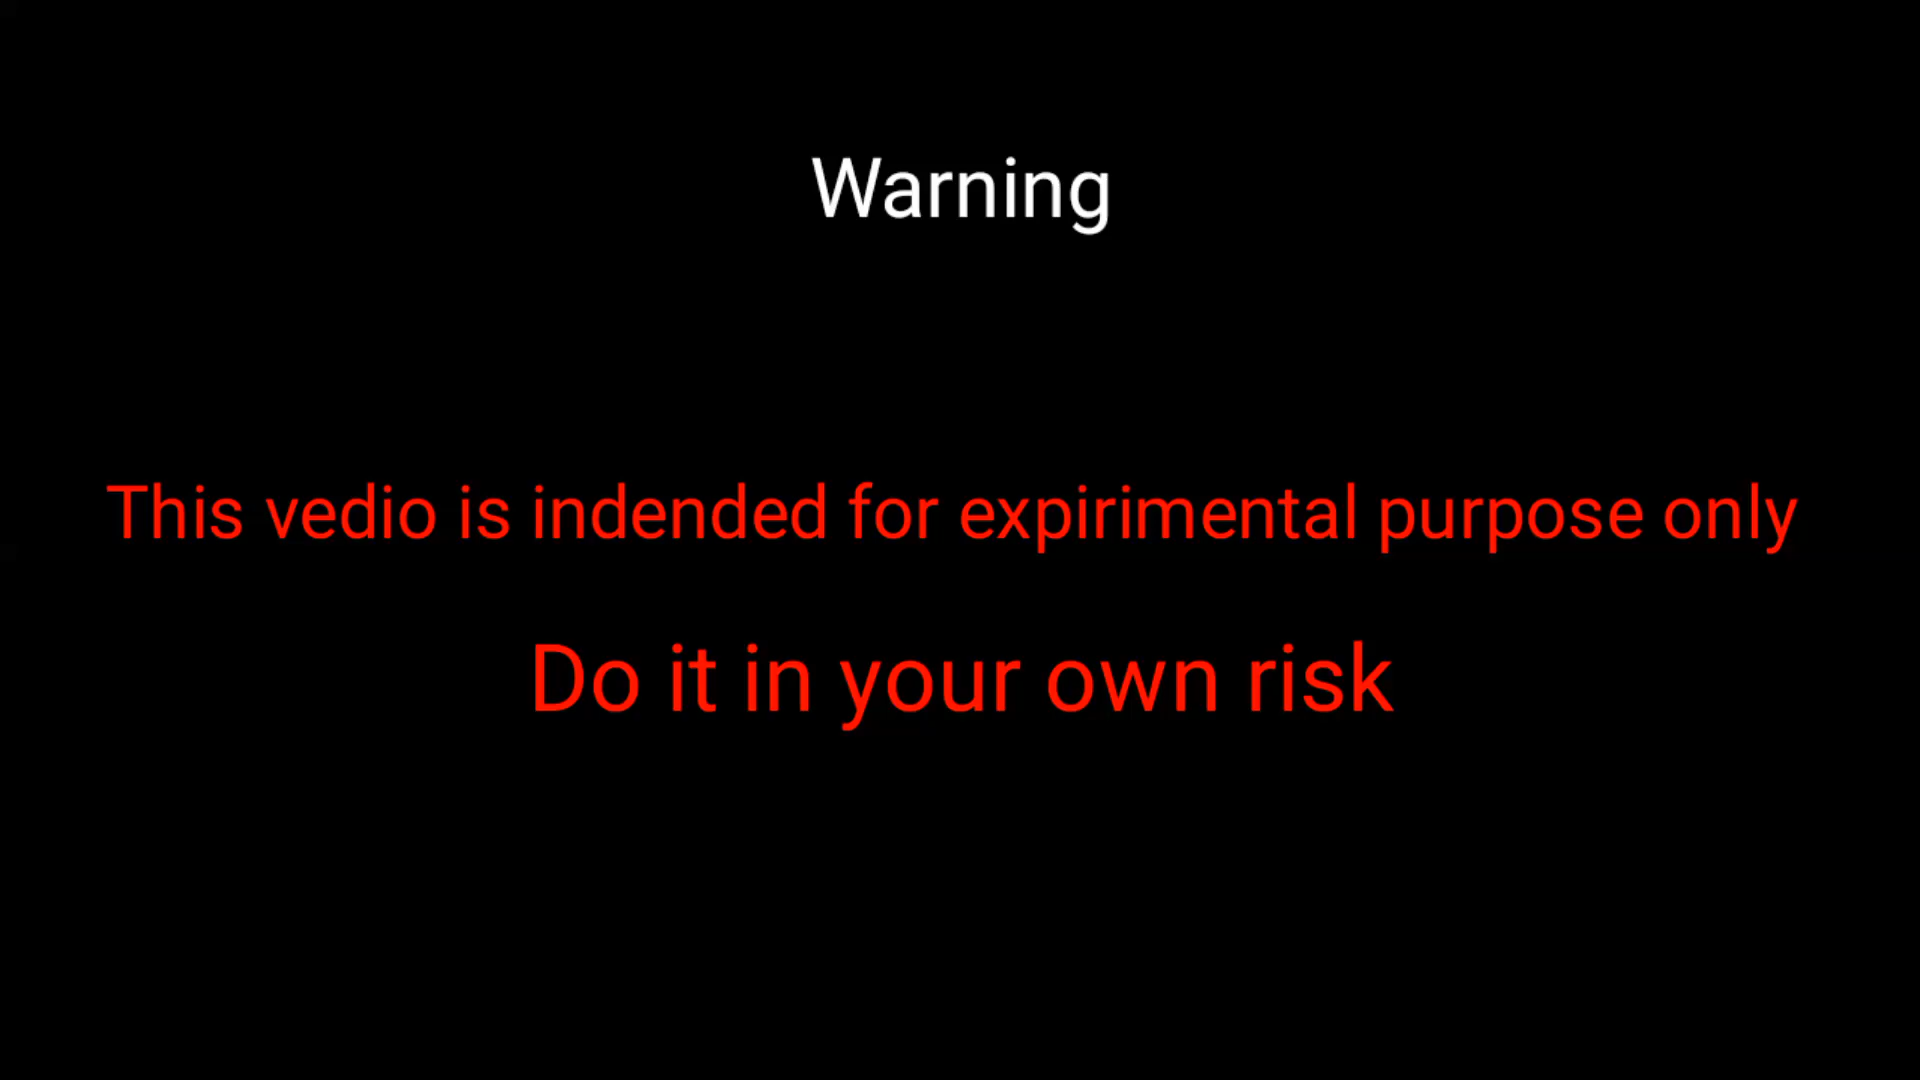 Warning
This vedio is indended for expirimental purpose only
Do it in your own risk